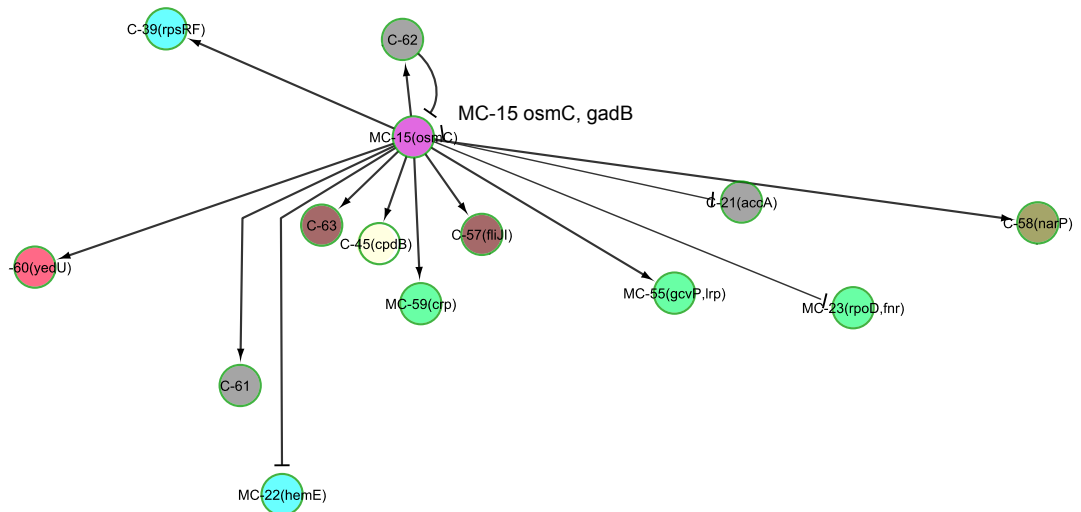 C-39(rpsRF)
C-62
MC-15 osmC, gadB
MC-15(osmC)
C-21(accA)
C-63
C-58(narP)
C-45(cpdB)
C-57(fliJI)
-60(yedU)
MC-55(gcvP,lrp)
MC-59(crp)
MC-23(rpoD,fnr)
C-61
MC-22(hemE)